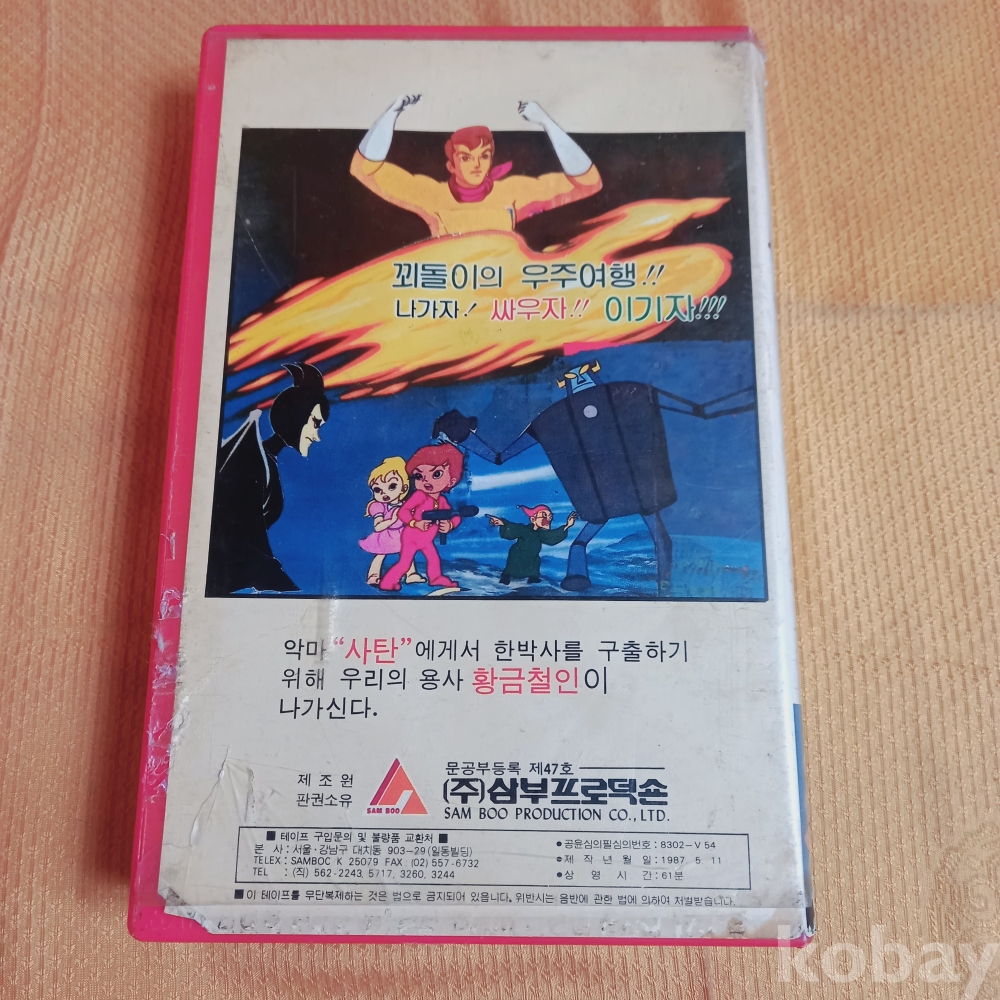 꾀돌이의 우주여행!!
나가자! 싸우자!! 이기자!!!
악마 "사탄"에게서 한박사를 구출하기
위해 우리의 용사 황금철인이
나가신다.
제조원
판권소유
SAM BOO
문공부등록 제47호
(주)삼부프로덕숀
SAM BOO PRODUCTION CO., LTD.
■ 테이프 구입문의 및 불량품 교환처 ■
본 사 : 서울·강남구 대치동 903-29(일동빌딩)
TELEX : SAMBOC K 25079 FAX (02) 557-6732
TEL : (직) 562-2243, 5717, 3260, 3244
●공윤심의필심의번호 : 8302-V 54
●제 작 년 월 일 : 1987. 5. 11
●상 영 시 간 : 61분
■이 테이프를 무단복제하는 것은 법으로 금지되어 있읍니다. 위반시는 음반에 관한 법에 의하여 처벌받습니다.
kobay